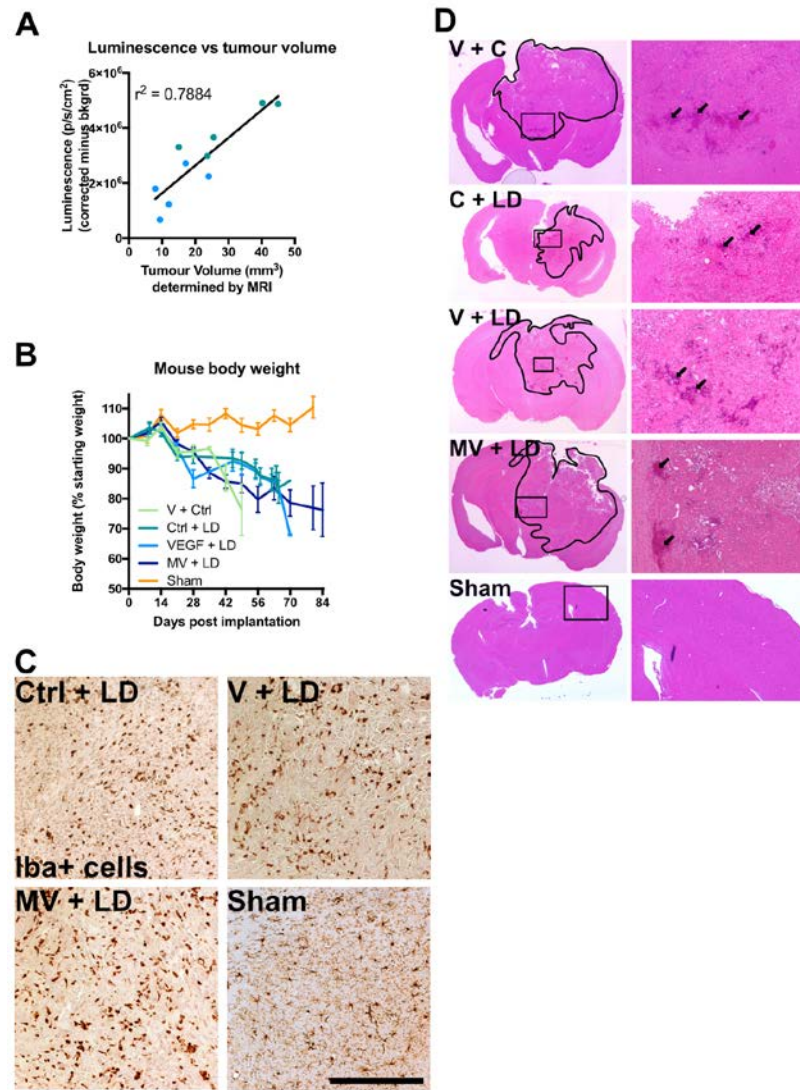 A
Luminescence vs tumour volume
r² = 0.7884
Luminescence (p/s/cm²)
(corrected minus bkgrd)
6×10⁶
4×10⁶
2×10⁶
0
0 10 20 30 40 50
Tumour Volume (mm³)
determined by MRI
B
Mouse body weight
Body weight (% starting weight)
110
100
90
80
70
60
50
V + Ctrl
Ctrl + LD
VEGF + LD
MV + LD
Sham
0 14 28 42 56 70 84
Days post implantation
C
Ctrl + LD
V + LD
Iba+ cells
MV + LD
Sham
D
V + C
C + LD
V + LD
MV + LD
Sham